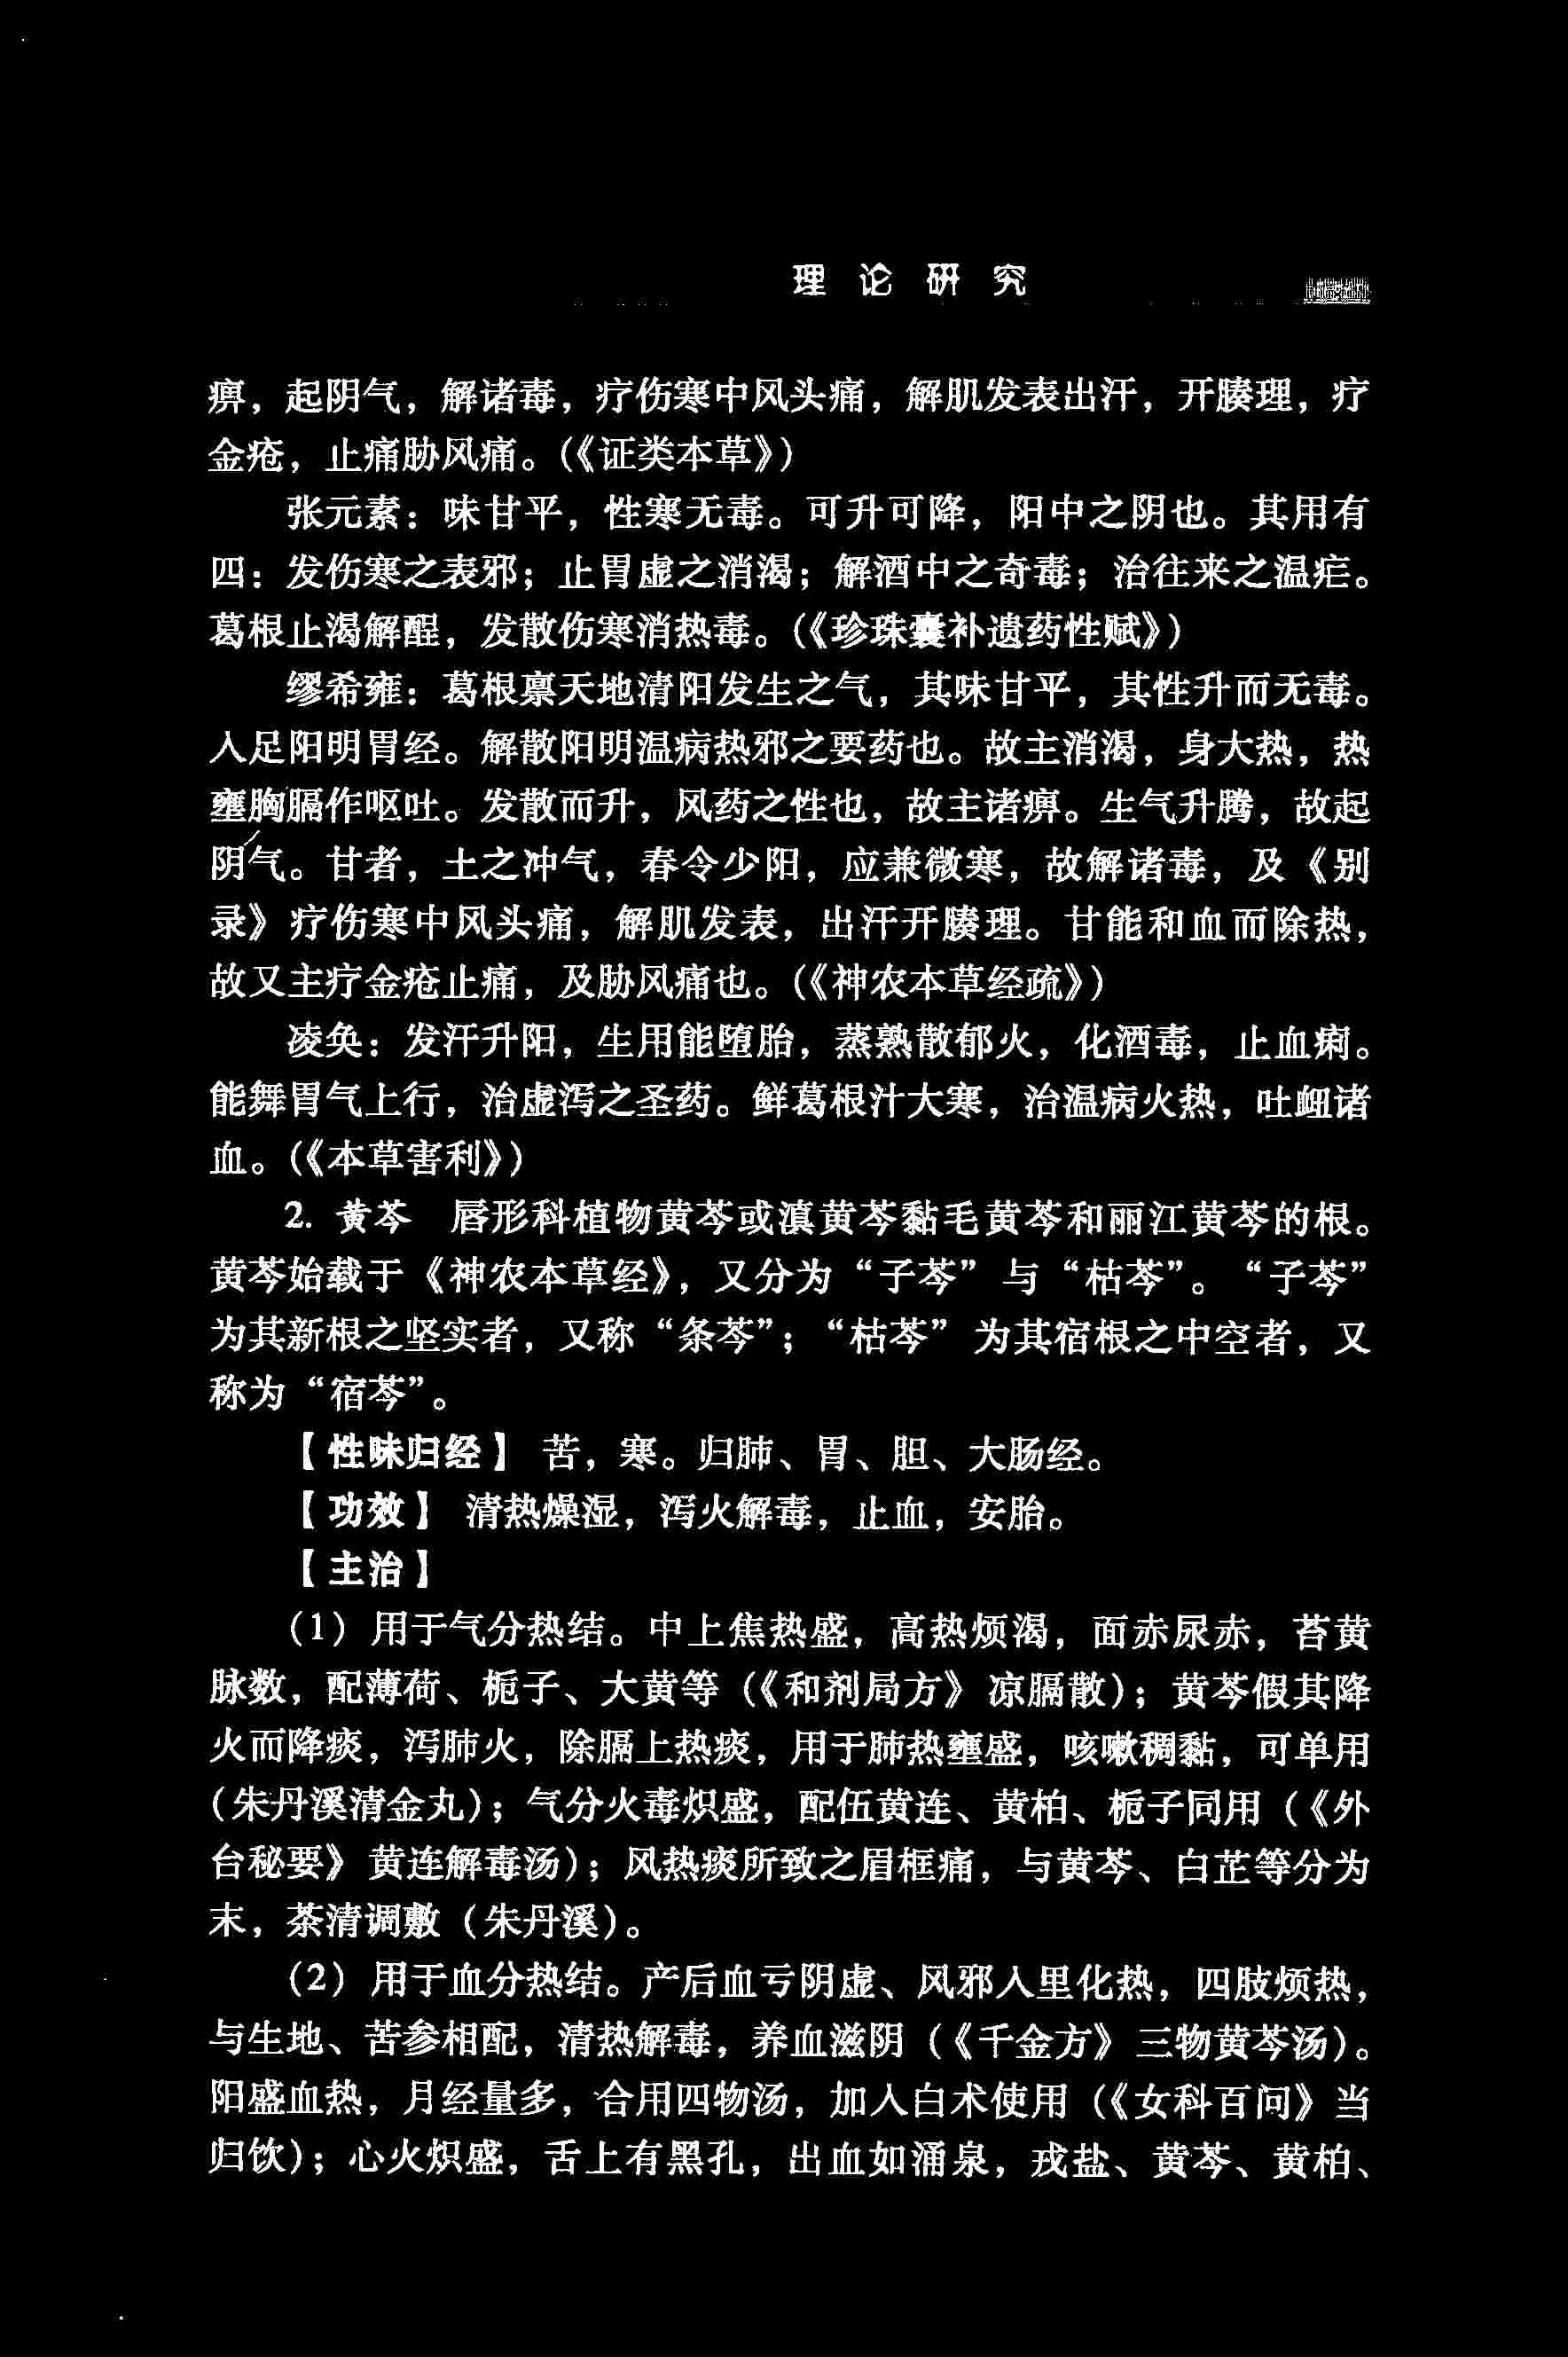 理论研究
痹，起阴气，解诸毒，疗伤寒中风头痛，解肌发表出汗，开腠理，疗
金疮，止痛胁风痛。（《证类本草》）
张元素：味甘平，性寒无毒。可升可降，阳中之阴也。其用有
四：发伤寒之表邪；止胃虚之消渴；解酒中之奇毒；治往来之温疟。
葛根止渴解酲，发散伤寒消热毒。（《珍珠囊补遗药性赋》）
缪希雍：葛根禀天地清阳发生之气，其味甘平，其性升而无毒。
入足阳明胃经。解散阳明温病热邪之要药也。故主消渴，身大热，热
壅胸膈作呕吐。发散而升，风药之性也，故主诸痹。生气升腾，故起
阴气。甘者，土之冲气，春令少阳，应兼微寒，故解诸毒，及《别
录》疗伤寒中风头痛，解肌发表，出汗开腠理。甘能和血而除热，
故又主疗金疮止痛，及胁风痛也。（《神农本草经疏》）
凌奂：发汗升阳，生用能堕胎，蒸熟散郁火，化酒毒，止血痢。
能舞胃气上行，治虚泻之圣药。鲜葛根汁大寒，治温病火热，吐衄诸
血。（《本草害利》）
2. 黄芩 唇形科植物黄芩或滇黄芩黏毛黄芩和丽江黄芩的根。
黄芩始载于《神农本草经》，又分为“子芩”与“枯芩”。“子芩”
为其新根之坚实者，又称“条芩”；“枯芩”为其宿根之中空者，又
称为“宿芩”。
【性味归经】 苦，寒。归肺、胃、胆、大肠经。
【功效】 清热燥湿，泻火解毒，止血，安胎。
【主治】
（1）用于气分热结。中上焦热盛，高热烦渴，面赤尿赤，苔黄
脉数，配薄荷、栀子、大黄等（《和剂局方》凉膈散）；黄芩假其降
火而降痰，泻肺火，除膈上热痰，用于肺热壅盛，咳嗽稠黏，可单用
（朱丹溪清金丸）；气分火毒炽盛，配伍黄连、黄柏、栀子同用（《外
台秘要》黄连解毒汤）；风热痰所致之眉框痛，与黄芩、白芷等分为
末，茶清调敷（朱丹溪）。
（2）用于血分热结。产后血亏阴虚、风邪入里化热，四肢烦热，
与生地、苦参相配，清热解毒，养血滋阴（《千金方》三物黄芩汤）。
阳盛血热，月经量多，合用四物汤，加入白术使用（《女科百问》当
归饮）；心火炽盛，舌上有黑孔，出血如涌泉，戎盐、黄芩、黄柏、